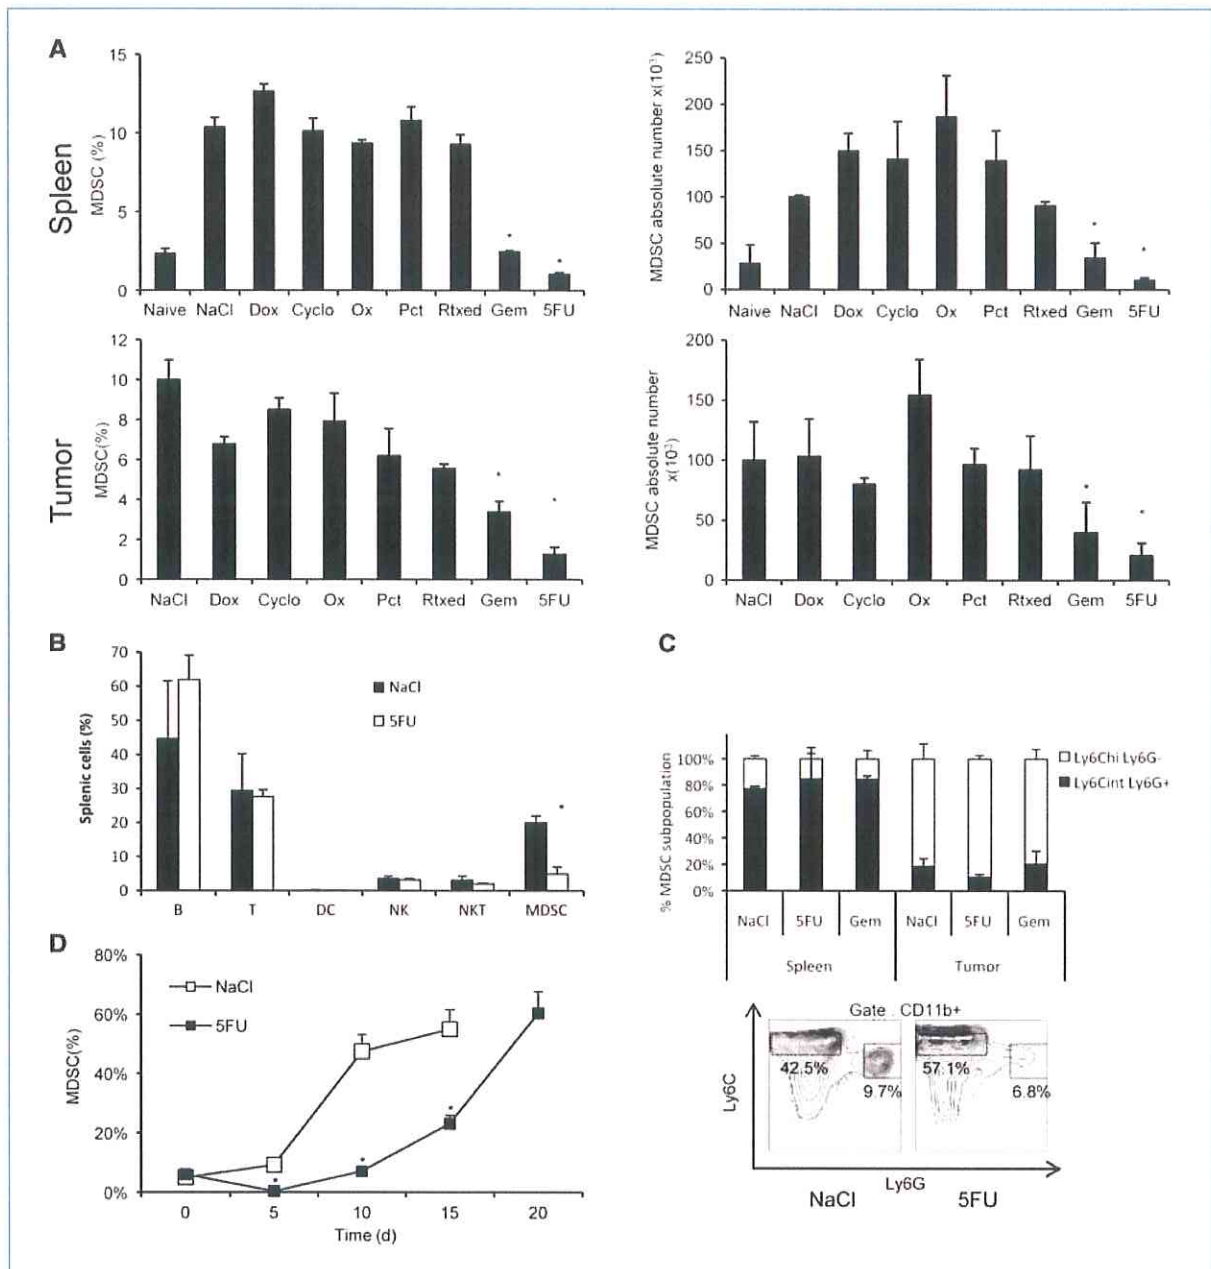 A
Spleen
MDSC (%)
15
10
5
0
Naive NaCl Dox Cyclo Ox Pct Rtxed Gem 5FU
* *
MDSC absolute number x(10³)
250
200
150
100
50
0
Naive NaCl Dox Cyclo Ox Pct Rtxed Gem 5FU
* *
Tumor
MDSC(%)
12
10
8
6
4
2
0
NaCl Dox Cyclo Ox Pct Rtxed Gem 5FU
* *
MDSC absolute number
x(10³)
200
150
100
50
0
NaCl Dox Cyclo Ox Pct Rtxed Gem 5FU
* *
B
Splenic cells (%)
70
60
50
40
30
20
10
0
NaCl
5FU
*
B T DC NK NKT MDSC
C
% MDSC subpopulation
100%
80%
60%
40%
20%
0%
Ly6Chi Ly6G-
Ly6Cint Ly6G+
NaCl 5FU Gem NaCl 5FU Gem
Spleen Tumor
Gate : CD11b+
Ly6C
42.5%
9.7%
57.1%
6.8%
Ly6G
NaCl 5FU
D
MDSC(%)
80%
60%
40%
20%
0%
NaCl
5FU
* * *
0 5 10 15 20
Time (d)